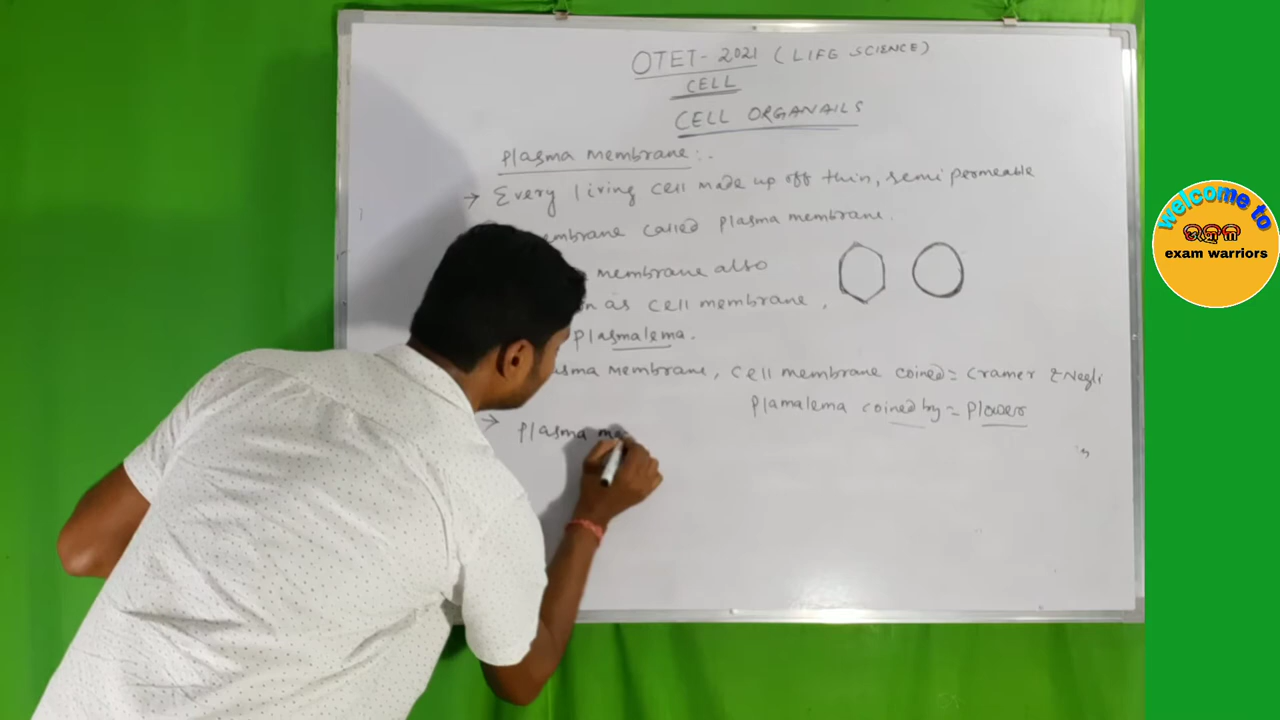 OTET-2021 (LIFE SCIENCE)
CELL
CELL ORGANAILS
Plasma membrane:.
→ Every living cell made up off thin, semi permeable
embrane called plasma membrane.
membrane also
as cell membrane,
plasmalema.
asma membrane, cell membrane coined = Cramer & Negli
Plamalema coined by = Plower
→ Plasma me
welcome to
exam warriors